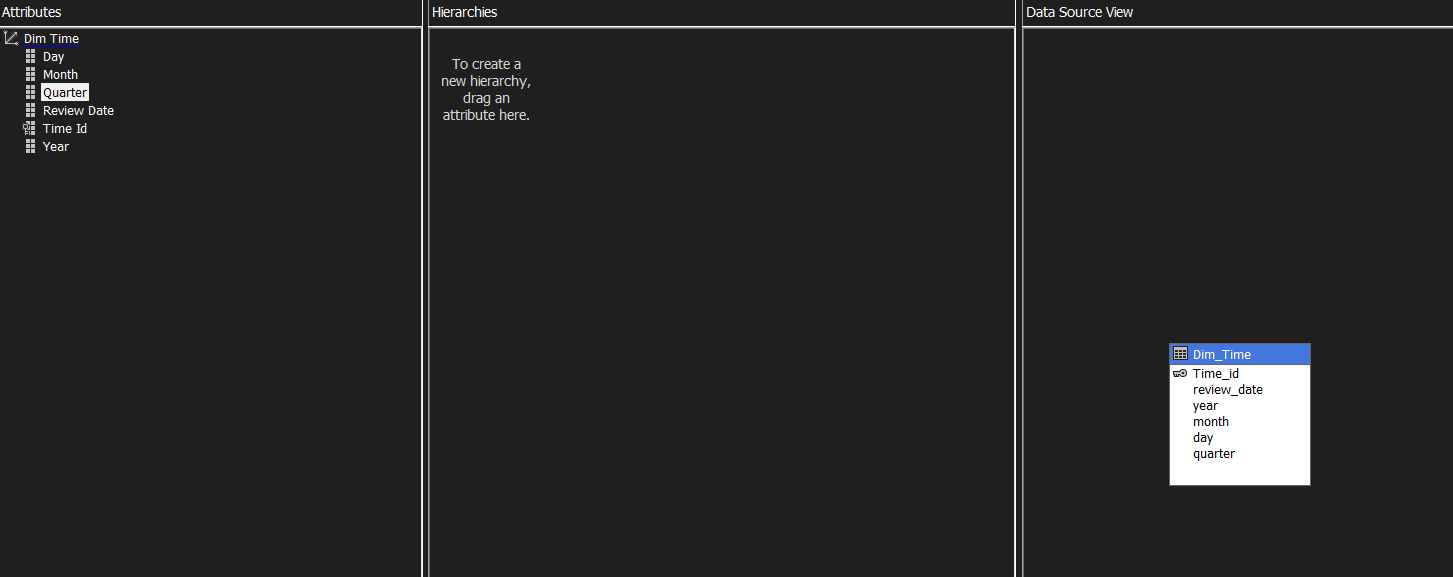 Attributes
Dim Time
Day
Month
Quarter
Review Date
Time Id
Year
Hierarchies
To create a
new hierarchy,
drag an
attribute here.
Data Source View
Dim_Time
Time_id
review_date
year
month
day
quarter